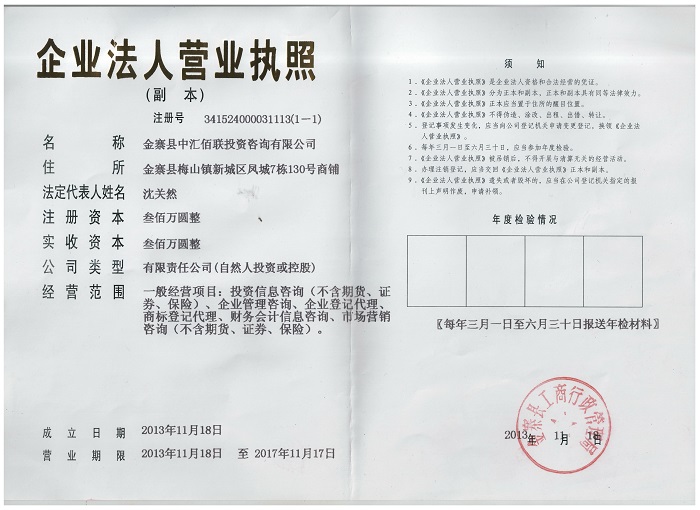 企业法人营业执照
(副 本)
注册号 341524000031113(1-1)
名 称 金寨县中汇佰联投资咨询有限公司
住 所 金寨县梅山镇新城区凤城7栋130号商铺
法定代表人姓名 沈关然
注 册 资 本 叁佰万圆整
实 收 资 本 叁佰万圆整
公 司 类 型 有限责任公司(自然人投资或控股)
经 营 范 围 一般经营项目：投资信息咨询（不含期货、证
券、保险）、企业管理咨询、企业登记代理、
商标登记代理、财务会计信息咨询、市场营销
咨询（不含期货、证券、保险）。
成 立 日 期 2013年11月18日
营 业 期 限 2013年11月18日 至 2017年11月17日
须 知
1．《企业法人营业执照》是企业法人资格和合法经营的凭证。
2．《企业法人营业执照》分为正本和副本，正本和副本具有同等法律效力。
3．《企业法人营业执照》正本应当置于住所的醒目位置。
4．《企业法人营业执照》不得伪造、涂改、出租、出借、转让。
5．登记事项发生变化，应当向公司登记机关申请变更登记，换领《企业法
人营业执照》。
6．每年三月一日至六月三十日，应当参加年度检验。
7．《企业法人营业执照》被吊销后，不得开展与清算无关的经营活动。
8．办理注销登记，应当交回《企业法人营业执照》正本和副本。
9．《企业法人营业执照》遗失或者毁坏的，应当在公司登记机关指定的报
刊上声明作废，申请补领。
年度检验情况
〖每年三月一日至六月三十日报送年检材料〗
金寨县工商行政管理局
2013年 11月 18日